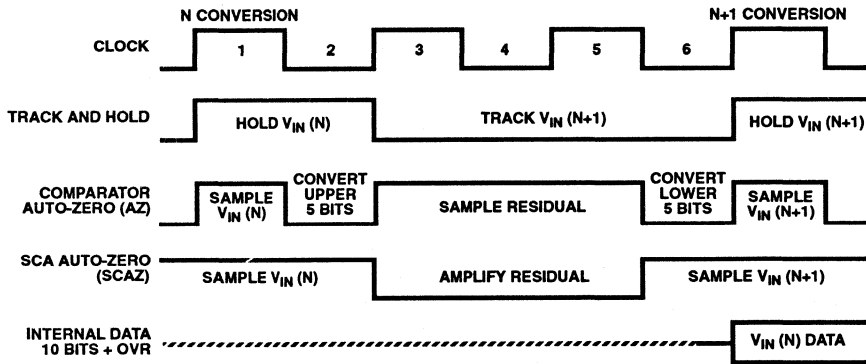 N CONVERSION
N+1 CONVERSION
CLOCK
1 2 3 4 5 6
TRACK AND HOLD
HOLD VIN (N)
TRACK VIN (N+1)
HOLD VIN (N+1)
COMPARATOR
AUTO-ZERO (AZ)
SAMPLE
VIN (N)
CONVERT
UPPER
5 BITS
SAMPLE RESIDUAL
CONVERT
LOWER
5 BITS
SAMPLE
VIN (N+1)
SCA AUTO-ZERO
(SCAZ)
SAMPLE VIN (N)
AMPLIFY RESIDUAL
SAMPLE VIN (N+1)
INTERNAL DATA
10 BITS + OVR
VIN (N) DATA